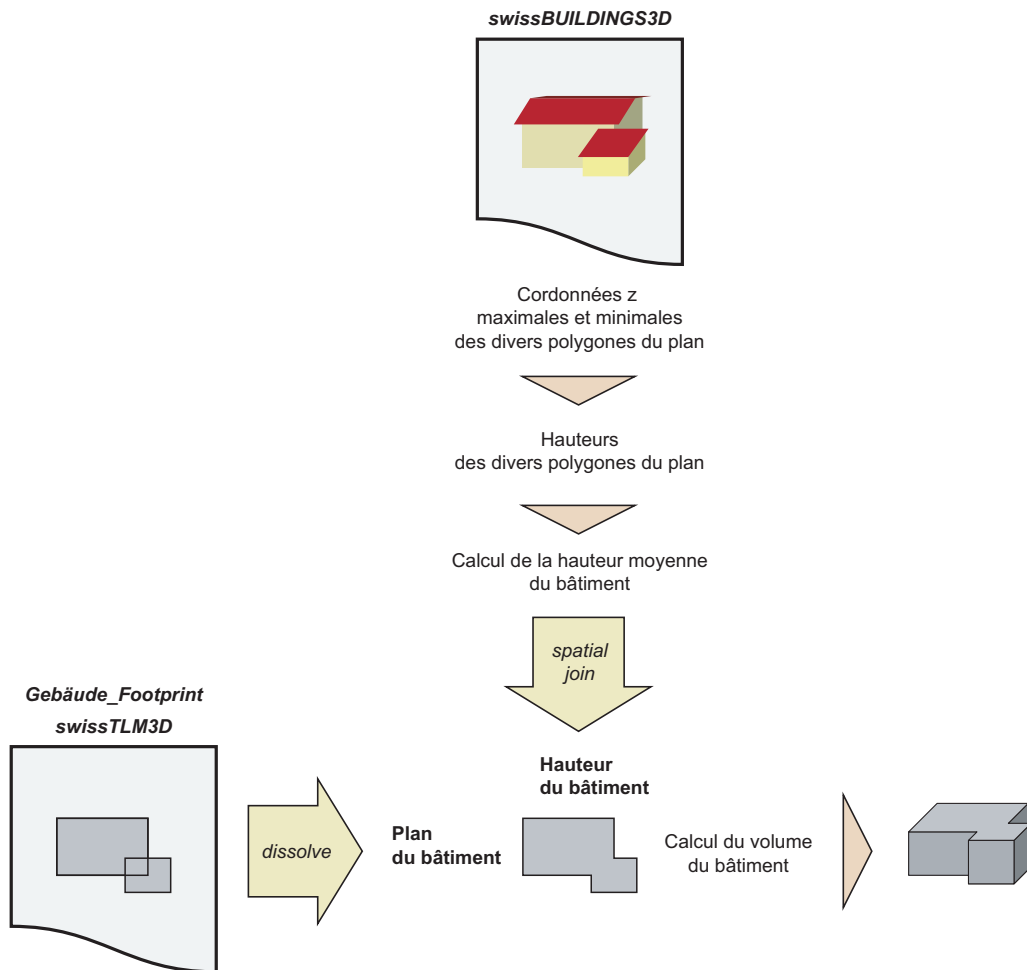 swissBUILDINGS3D
Cordonnées z
maximales et minimales
des divers polygones du plan
Hauteurs
des divers polygones du plan
Calcul de la hauteur moyenne
du bâtiment
spatial
join
Gebäude_Footprint
swissTLM3D
dissolve
Plan
du bâtiment
Hauteur
du bâtiment
Calcul du volume
du bâtiment